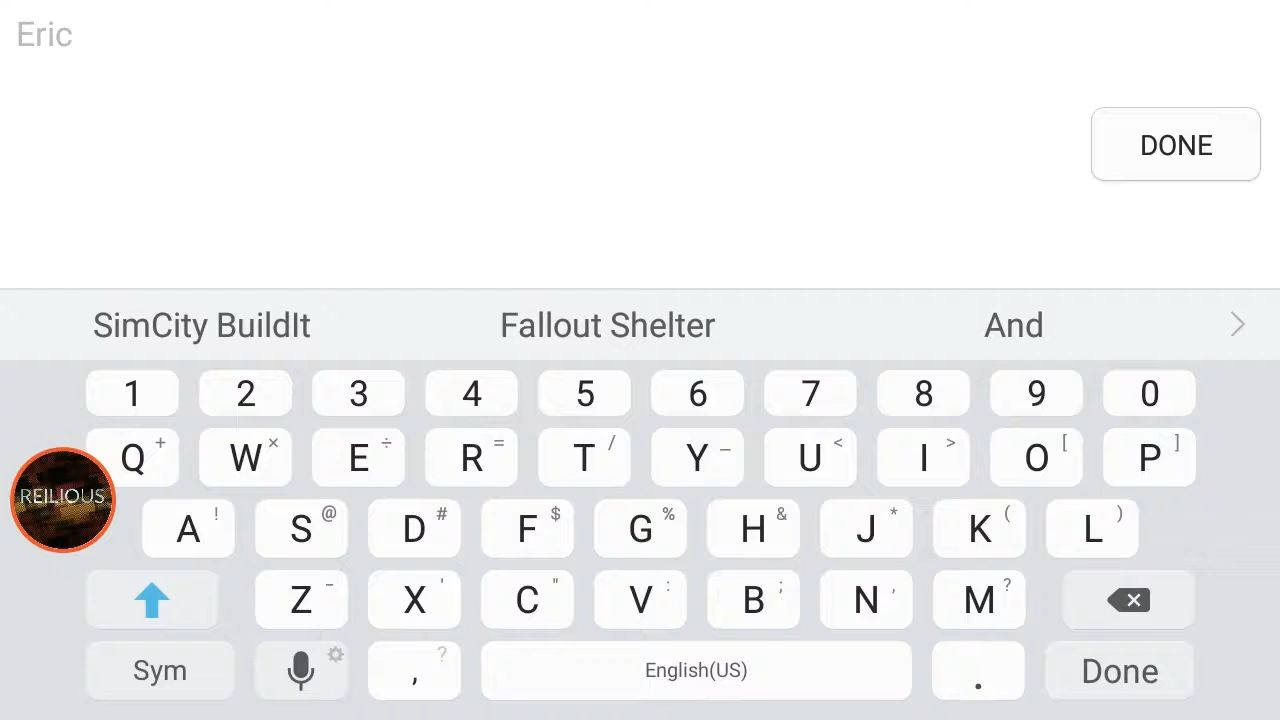 Eric
DONE
SimCity BuildIt Fallout Shelter And
1 2 3 4 5 6 7 8 9 0
Q + W × E ÷ R = T / Y _ U < I > O [ P ]
REILIOUS
A ! S @ D # F $ G % H & J * K ( L )
Z - X ' C " V : B ; N , M ?
Sym , ? English(US) . Done